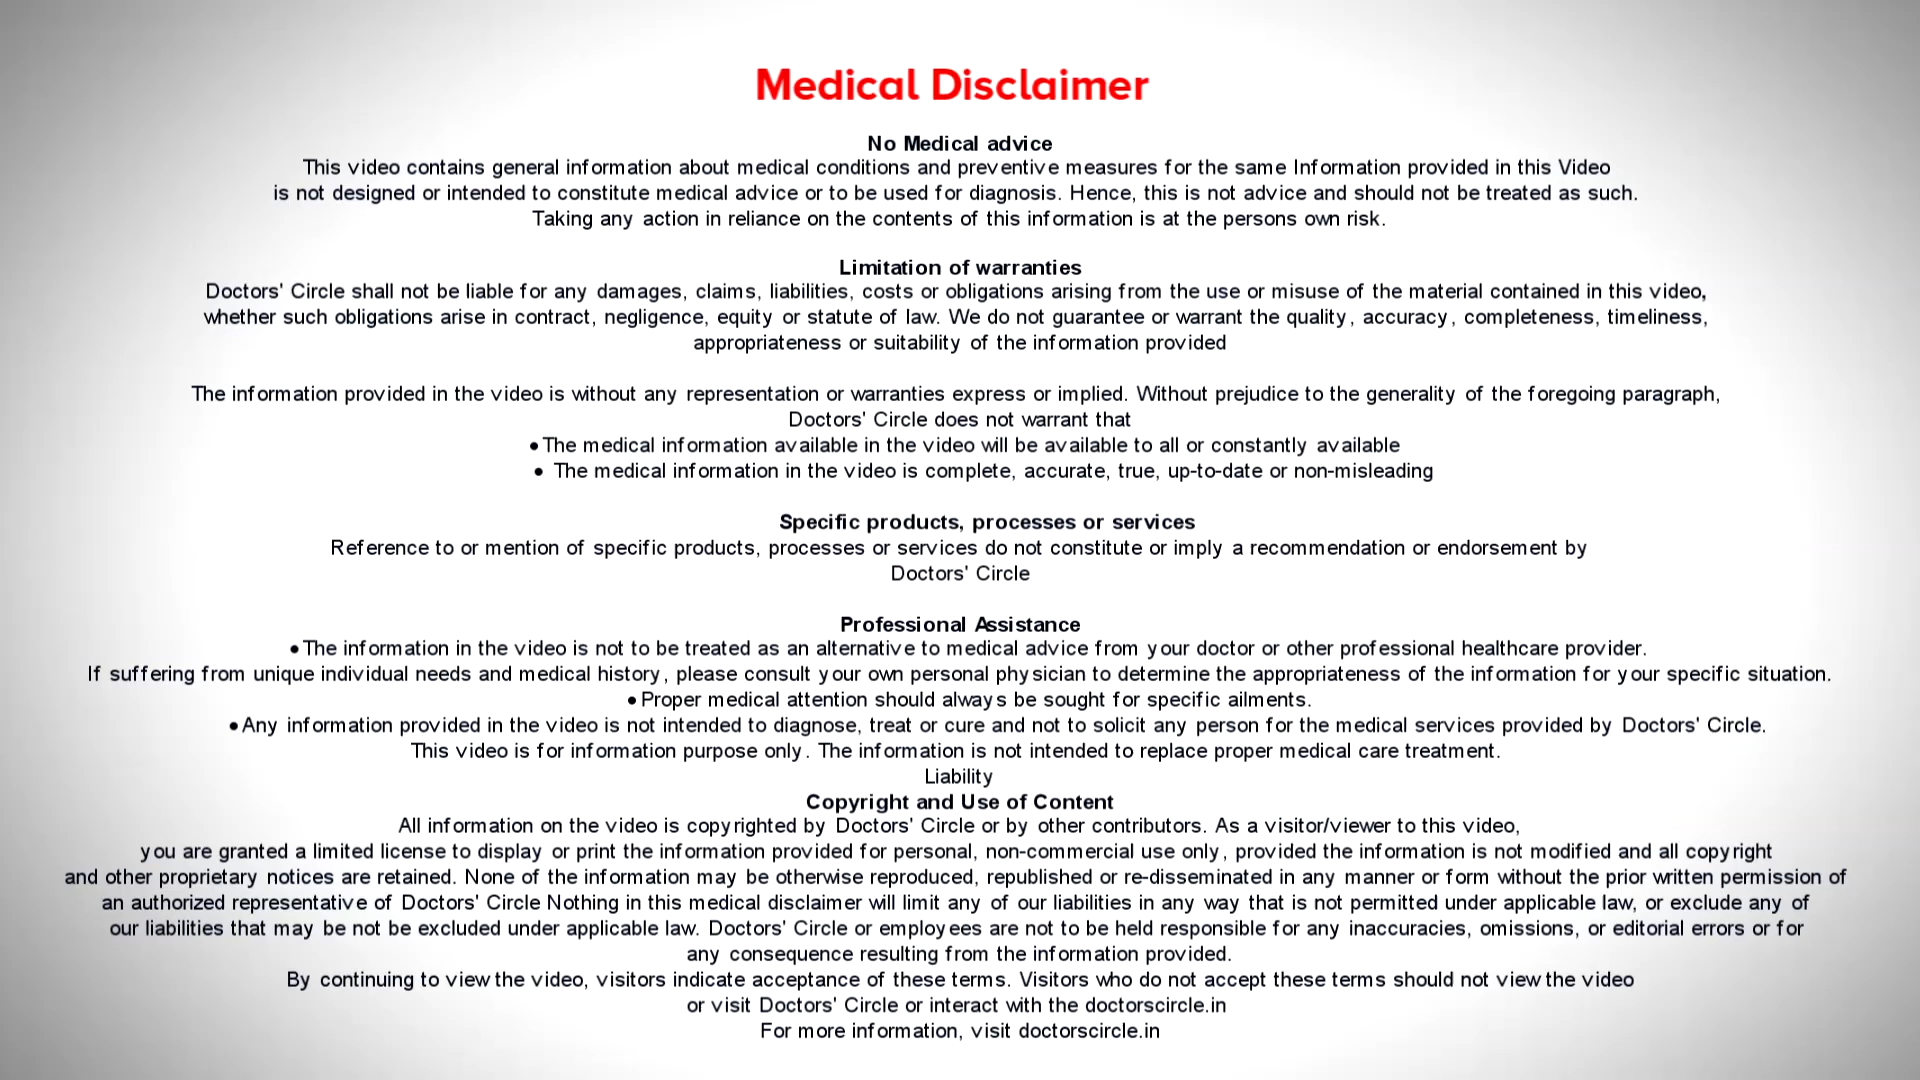 Medical Disclaimer
No Medical advice
This video contains general information about medical conditions and preventive measures for the same Information provided in this Video
is not designed or intended to constitute medical advice or to be used for diagnosis. Hence, this is not advice and should not be treated as such.
Taking any action in reliance on the contents of this information is at the persons own risk.
Limitation of warranties
Doctors' Circle shall not be liable for any damages, claims, liabilities, costs or obligations arising from the use or misuse of the material contained in this video,
whether such obligations arise in contract, negligence, equity or statute of law. We do not guarantee or warrant the quality, accuracy, completeness, timeliness,
appropriateness or suitability of the information provided
The information provided in the video is without any representation or warranties express or implied. Without prejudice to the generality of the foregoing paragraph,
Doctors' Circle does not warrant that
• The medical information available in the video will be available to all or constantly available
• The medical information in the video is complete, accurate, true, up-to-date or non-misleading
Specific products, processes or services
Reference to or mention of specific products, processes or services do not constitute or imply a recommendation or endorsement by
Doctors' Circle
Professional Assistance
• The information in the video is not to be treated as an alternative to medical advice from your doctor or other professional healthcare provider.
If suffering from unique individual needs and medical history, please consult your own personal physician to determine the appropriateness of the information for your specific situation.
• Proper medical attention should always be sought for specific ailments.
• Any information provided in the video is not intended to diagnose, treat or cure and not to solicit any person for the medical services provided by Doctors' Circle.
This video is for information purpose only. The information is not intended to replace proper medical care treatment.
Liability
Copyright and Use of Content
All information on the video is copyrighted by Doctors' Circle or by other contributors. As a visitor/viewer to this video,
you are granted a limited license to display or print the information provided for personal, non-commercial use only, provided the information is not modified and all copyright
and other proprietary notices are retained. None of the information may be otherwise reproduced, republished or re-disseminated in any manner or form without the prior written permission of
an authorized representative of Doctors' Circle Nothing in this medical disclaimer will limit any of our liabilities in any way that is not permitted under applicable law, or exclude any of
our liabilities that may be not be excluded under applicable law. Doctors' Circle or employees are not to be held responsible for any inaccuracies, omissions, or editorial errors or for
any consequence resulting from the information provided.
By continuing to view the video, visitors indicate acceptance of these terms. Visitors who do not accept these terms should not view the video
or visit Doctors' Circle or interact with the doctorscircle.in
For more information, visit doctorscircle.in